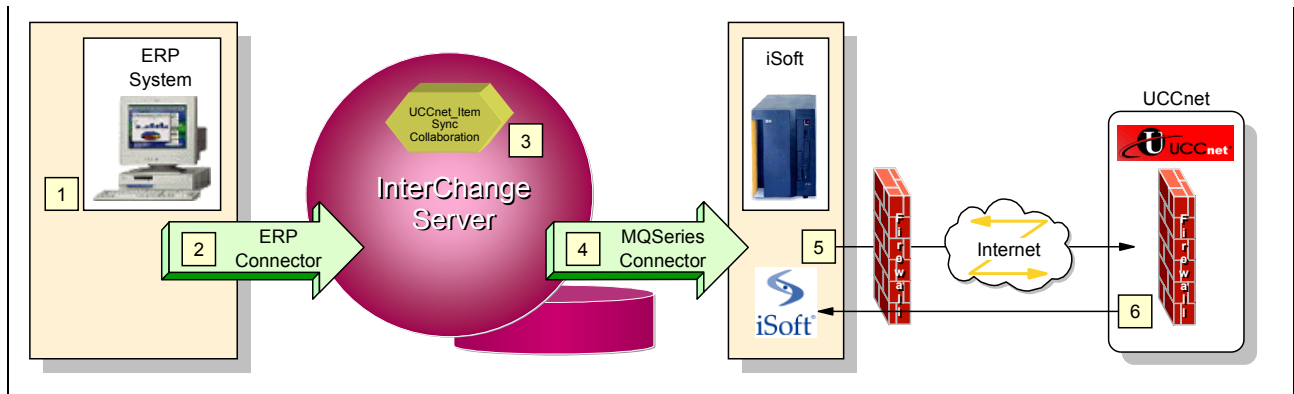 ERP
System
1
2
ERP
Connector
UCCnet_Item
Sync
Collaboration
3
InterChange
Server
4
MQSeries
Connector
iSoft
5
iSoft
Firewall
Internet
UCCnet
U UCCnet
Firewall
6